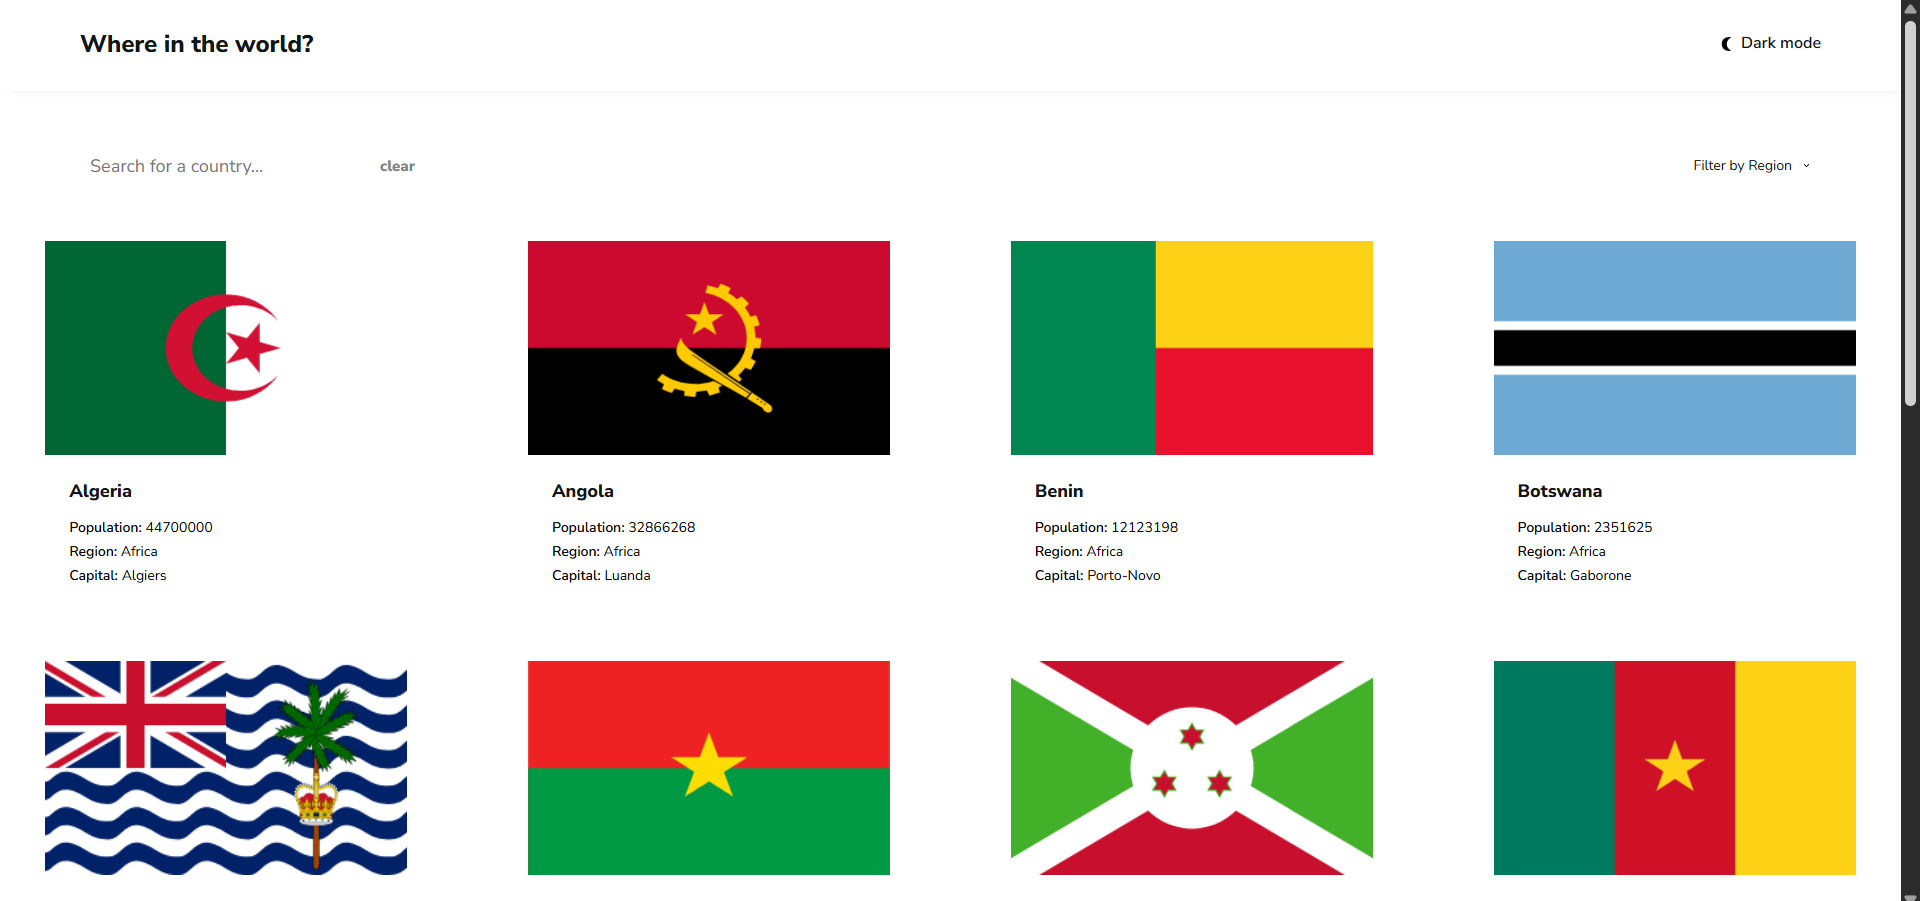 Where in the world?
Dark mode
Search for a country...
clear
Filter by Region
Algeria
Population: 44700000
Region: Africa
Capital: Algiers
Angola
Population: 32866268
Region: Africa
Capital: Luanda
Benin
Population: 12123198
Region: Africa
Capital: Porto-Novo
Botswana
Population: 2351625
Region: Africa
Capital: Gaborone